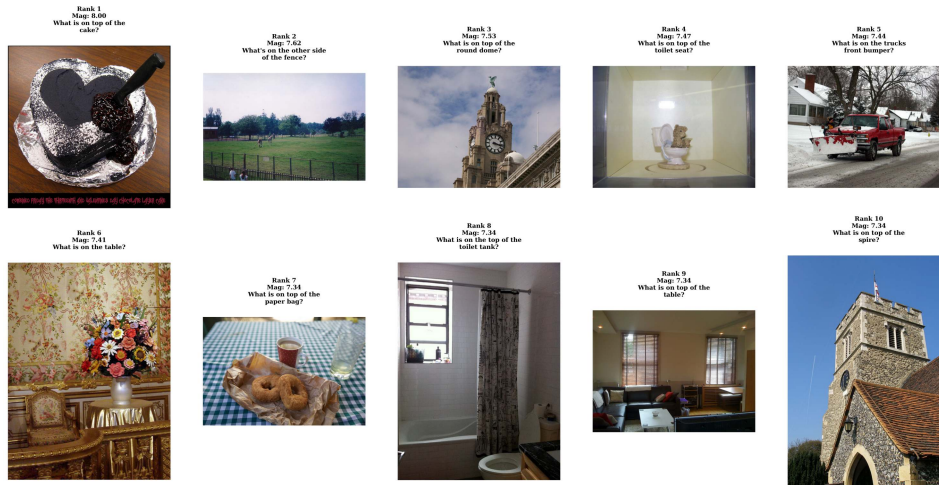 Rank 1
Mag: 8.00
What is on top of the
cake?
Rank 2
Mag: 7.62
What's on the other side
of the fence?
Rank 3
Mag: 7.53
What is on top of the
round dome?
Rank 4
Mag: 7.47
What is on top of the
toilet seat?
Rank 5
Mag: 7.44
What is on the trucks
front bumper?
Rank 6
Mag: 7.41
What is on the table?
Rank 7
Mag: 7.34
What is on top of the
paper bag?
Rank 8
Mag: 7.34
What is on the top of the
toilet tank?
Rank 9
Mag: 7.34
What is on top of the
table?
Rank 10
Mag: 7.34
What is on top of the
spire?